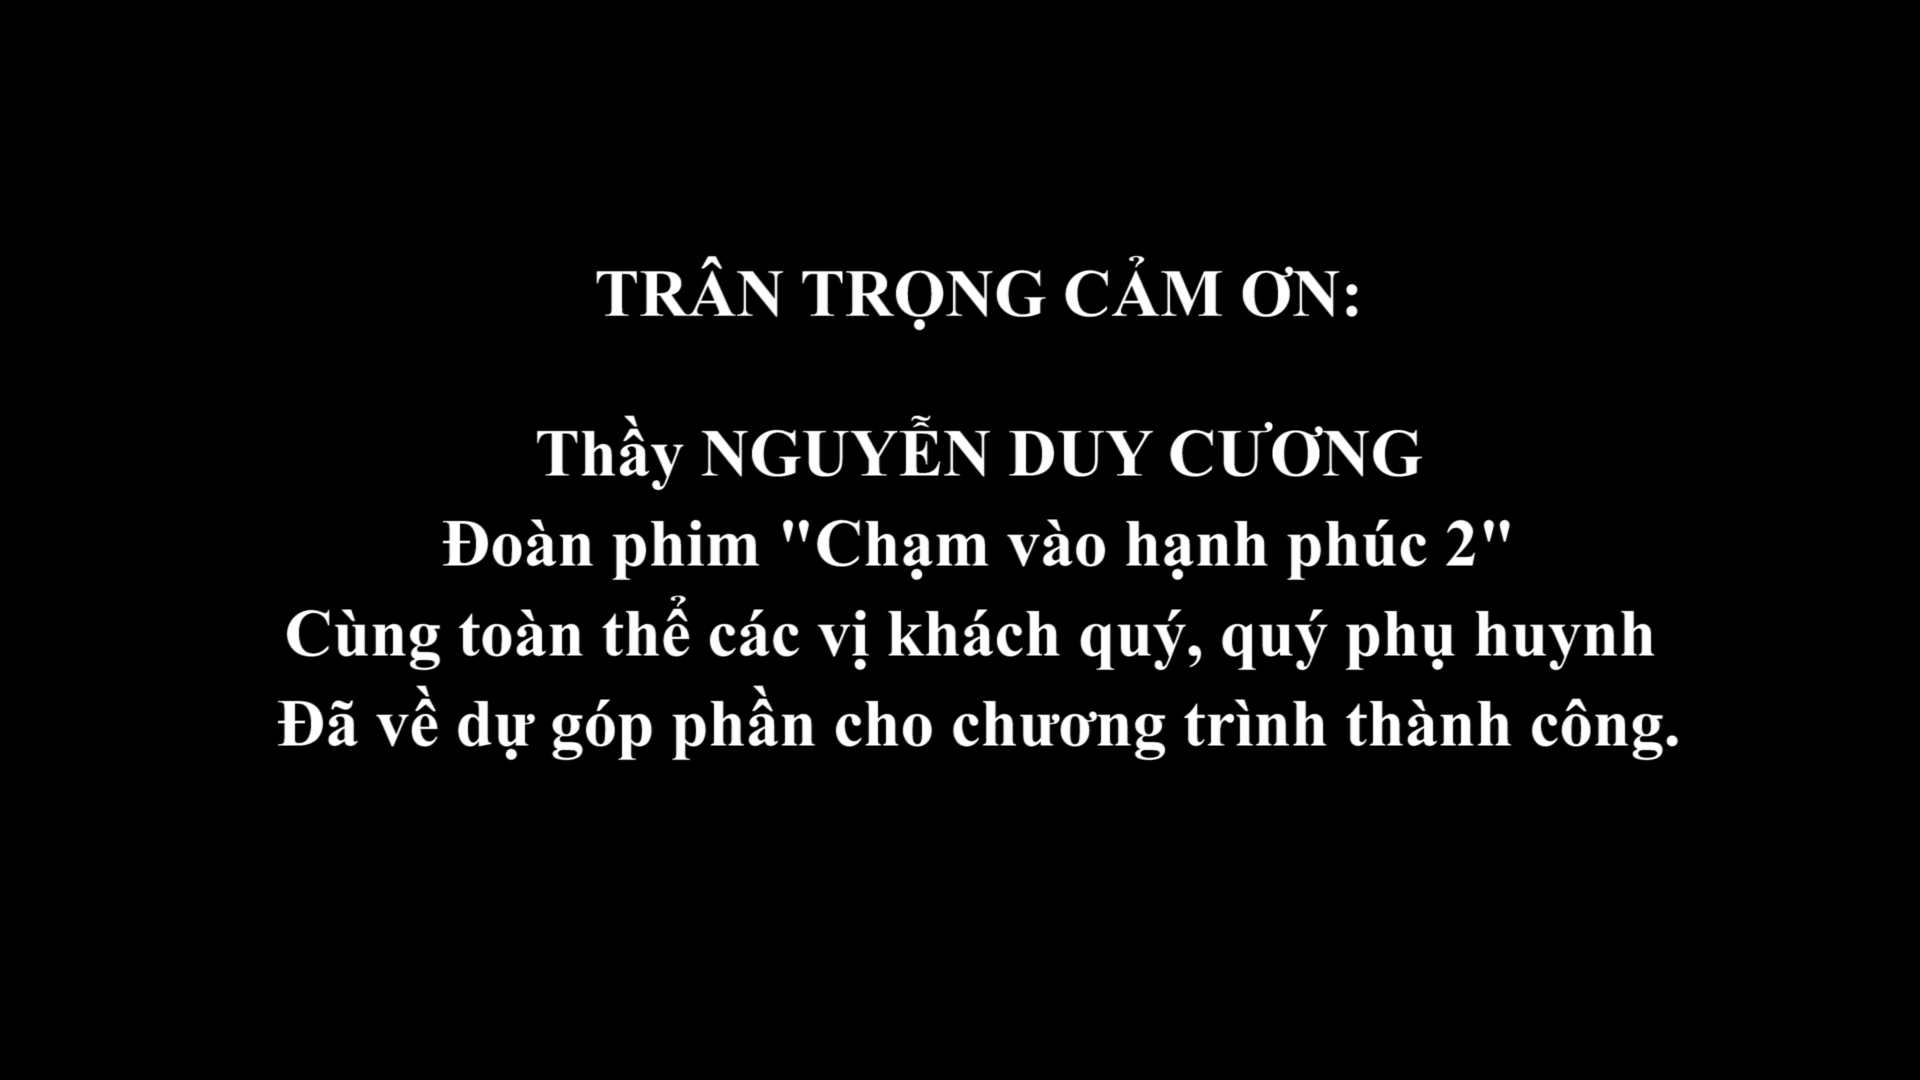 TRÂN TRỌNG CẢM ƠN:
Thầy NGUYỄN DUY CƯƠNG
Đoàn phim "Chạm vào hạnh phúc 2"
Cùng toàn thể các vị khách quý, quý phụ huynh
Đã về dự góp phần cho chương trình thành công.